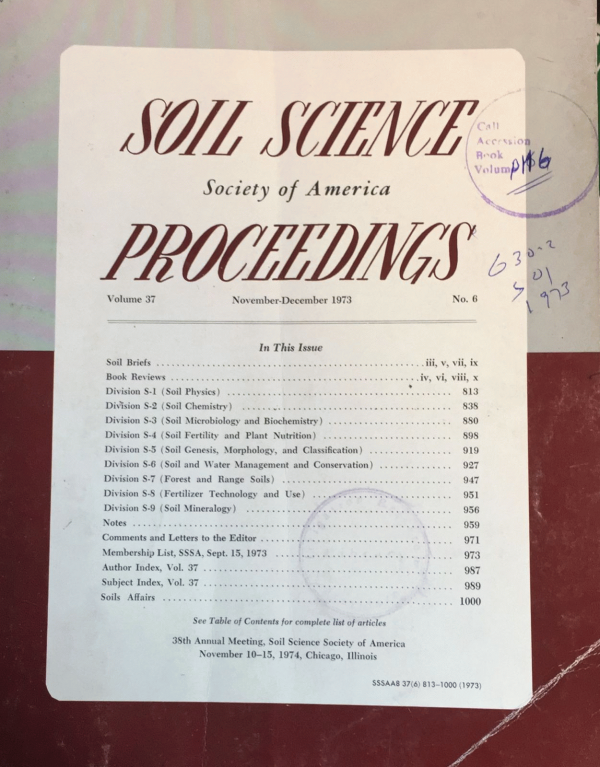 SOIL SCIENCE
Society of America
PROCEEDINGS
Volume 37 November-December 1973 No. 6
In This Issue
Soil Briefs iii, v, vii, ix
Book Reviews iv, vi, viii, x
Division S-1 (Soil Physics) 813
Division S-2 (Soil Chemistry) 838
Division S-3 (Soil Microbiology and Biochemistry) 880
Division S-4 (Soil Fertility and Plant Nutrition) 898
Division S-5 (Soil Genesis, Morphology, and Classification) 919
Division S-6 (Soil and Water Management and Conservation) 927
Division S-7 (Forest and Range Soils) 947
Division S-8 (Fertilizer Technology and Use) 951
Division S-9 (Soil Mineralogy) 956
Notes 959
Comments and Letters to the Editor 971
Membership List, SSSA, Sept. 15, 1973 973
Author Index, Vol. 37 987
Subject Index, Vol. 37 989
Soils Affairs 1000
See Table of Contents for complete list of articles
38th Annual Meeting, Soil Science Society of America
November 10–15, 1974, Chicago, Illinois
SSSAA8 37(6) 813–1000 (1973)
Call
Accession
Book
Volume
630-2
S01
1973